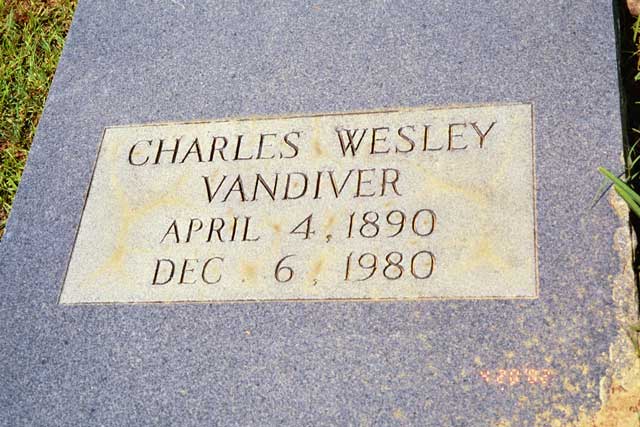 CHARLES WESLEY
VANDIVER
APRIL 4, 1890
DEC. 6, 1980